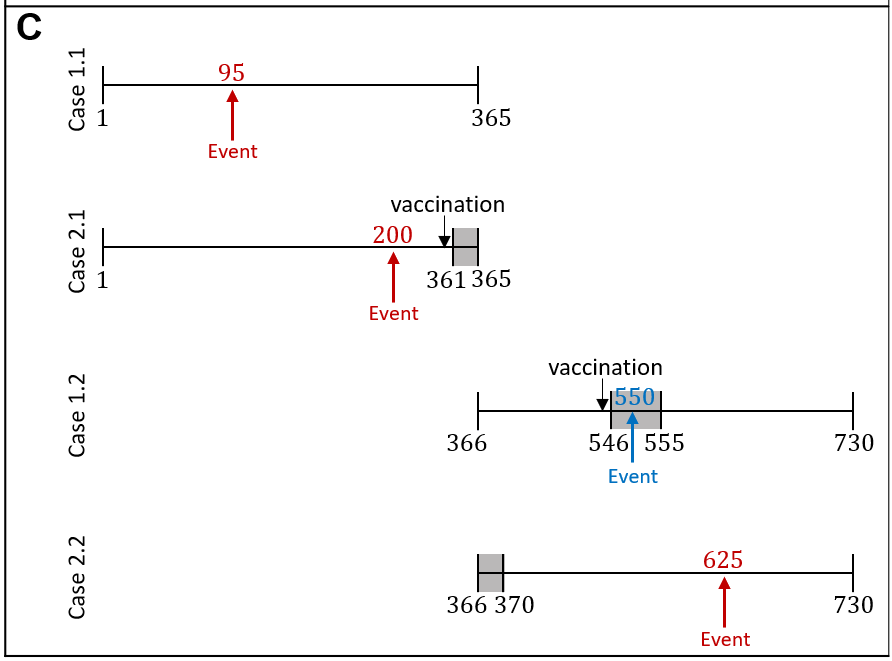 C
Case 1.1
95
1 365
Event
Case 2.1
vaccination
200
1 361 365
Event
Case 1.2
vaccination
550
366 546 555 730
Event
Case 2.2
625
366 370 730
Event